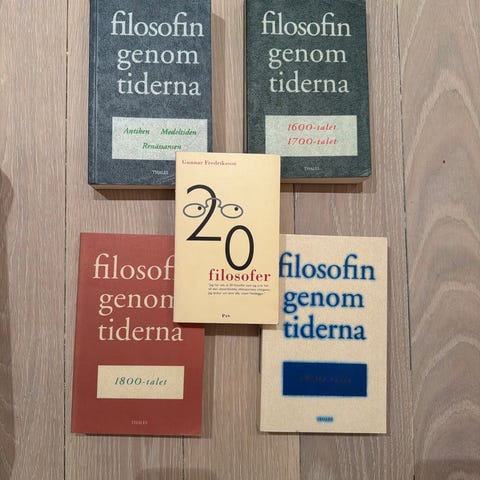 filosofin
genom
tiderna
Antiken Medeltiden
Renässansen
THALES
filosofin
genom
tiderna
1600-talet
1700-talet
THALES
Gunnar Fredriksson
20
filosofer
Pan
filosofin
genom
tiderna
1800-talet
THALES
filosofin
genom
tiderna
THALES